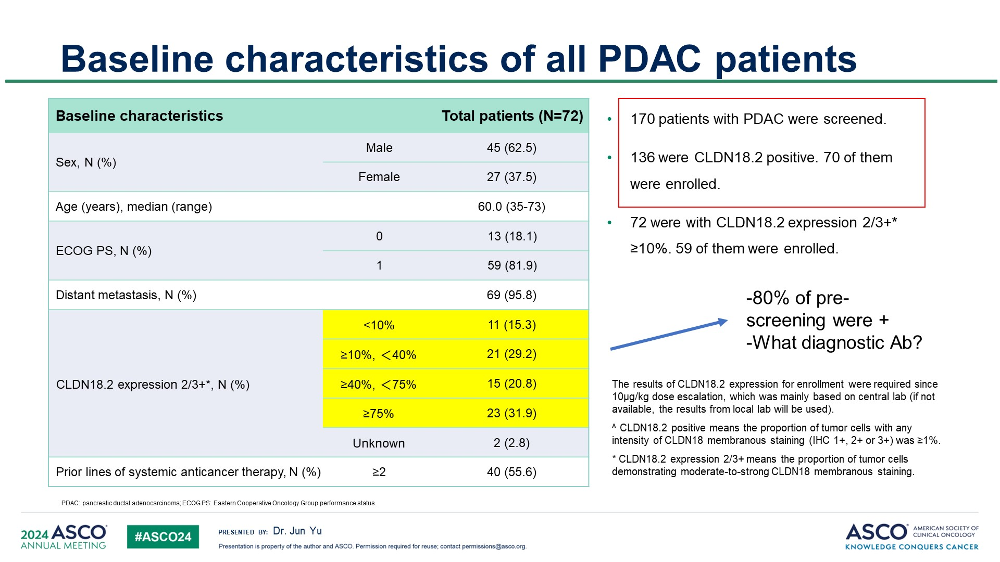 Baseline characteristics of all PDAC patients
Baseline characteristics Total patients (N=72)
Sex, N (%)
Male 45 (62.5)
Female 27 (37.5)
Age (years), median (range) 60.0 (35-73)
ECOG PS, N (%)
0 13 (18.1)
1 59 (81.9)
Distant metastasis, N (%) 69 (95.8)
CLDN18.2 expression 2/3+*, N (%)
<10% 11 (15.3)
≥10%, ＜40% 21 (29.2)
≥40%, ＜75% 15 (20.8)
≥75% 23 (31.9)
Unknown 2 (2.8)
Prior lines of systemic anticancer therapy, N (%) ≥2 40 (55.6)
PDAC: pancreatic ductal adenocarcinoma; ECOG PS: Eastern Cooperative Oncology Group performance status.
• 170 patients with PDAC were screened.
• 136 were CLDN18.2 positive. 70 of them
were enrolled.
• 72 were with CLDN18.2 expression 2/3+*
≥10%. 59 of them were enrolled.
-80% of pre-
screening were +
-What diagnostic Ab?
The results of CLDN18.2 expression for enrollment were required since
10μg/kg dose escalation, which was mainly based on central lab (if not
available, the results from local lab will be used).
^ CLDN18.2 positive means the proportion of tumor cells with any
intensity of CLDN18 membranous staining (IHC 1+, 2+ or 3+) was ≥1%.
* CLDN18.2 expression 2/3+ means the proportion of tumor cells
demonstrating moderate-to-strong CLDN18 membranous staining.
2024 ASCO®
ANNUAL MEETING
#ASCO24
PRESENTED BY: Dr. Jun Yu
Presentation is property of the author and ASCO. Permission required for reuse; contact permissions@asco.org.
ASCO® AMERICAN SOCIETY OF
CLINICAL ONCOLOGY
KNOWLEDGE CONQUERS CANCER